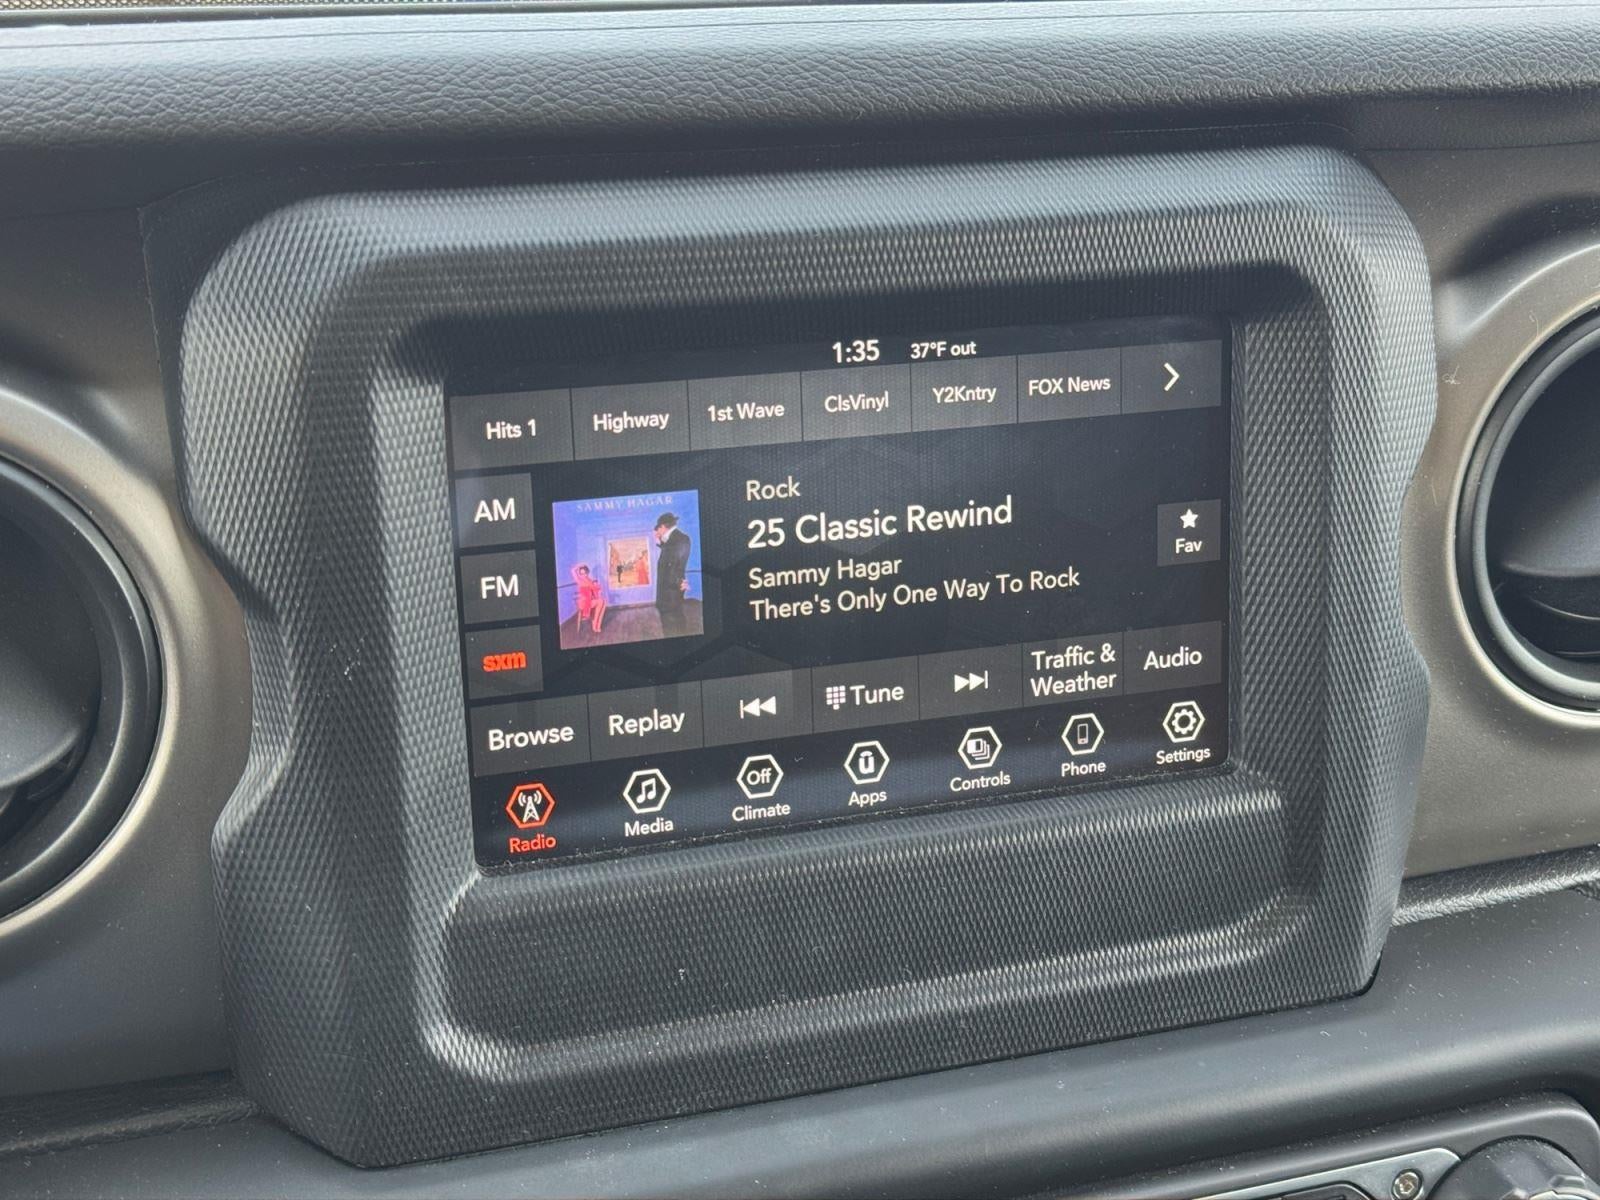 1:35 37°F out
Hits 1 Highway 1st Wave ClsVinyl Y2Kntry FOX News
AM
FM
sxm
SAMMY HAGAR
Rock
25 Classic Rewind
Sammy Hagar
There's Only One Way To Rock
Fav
Browse Replay Tune Traffic &
Weather Audio
Radio Media Off Climate Apps Controls Phone Settings